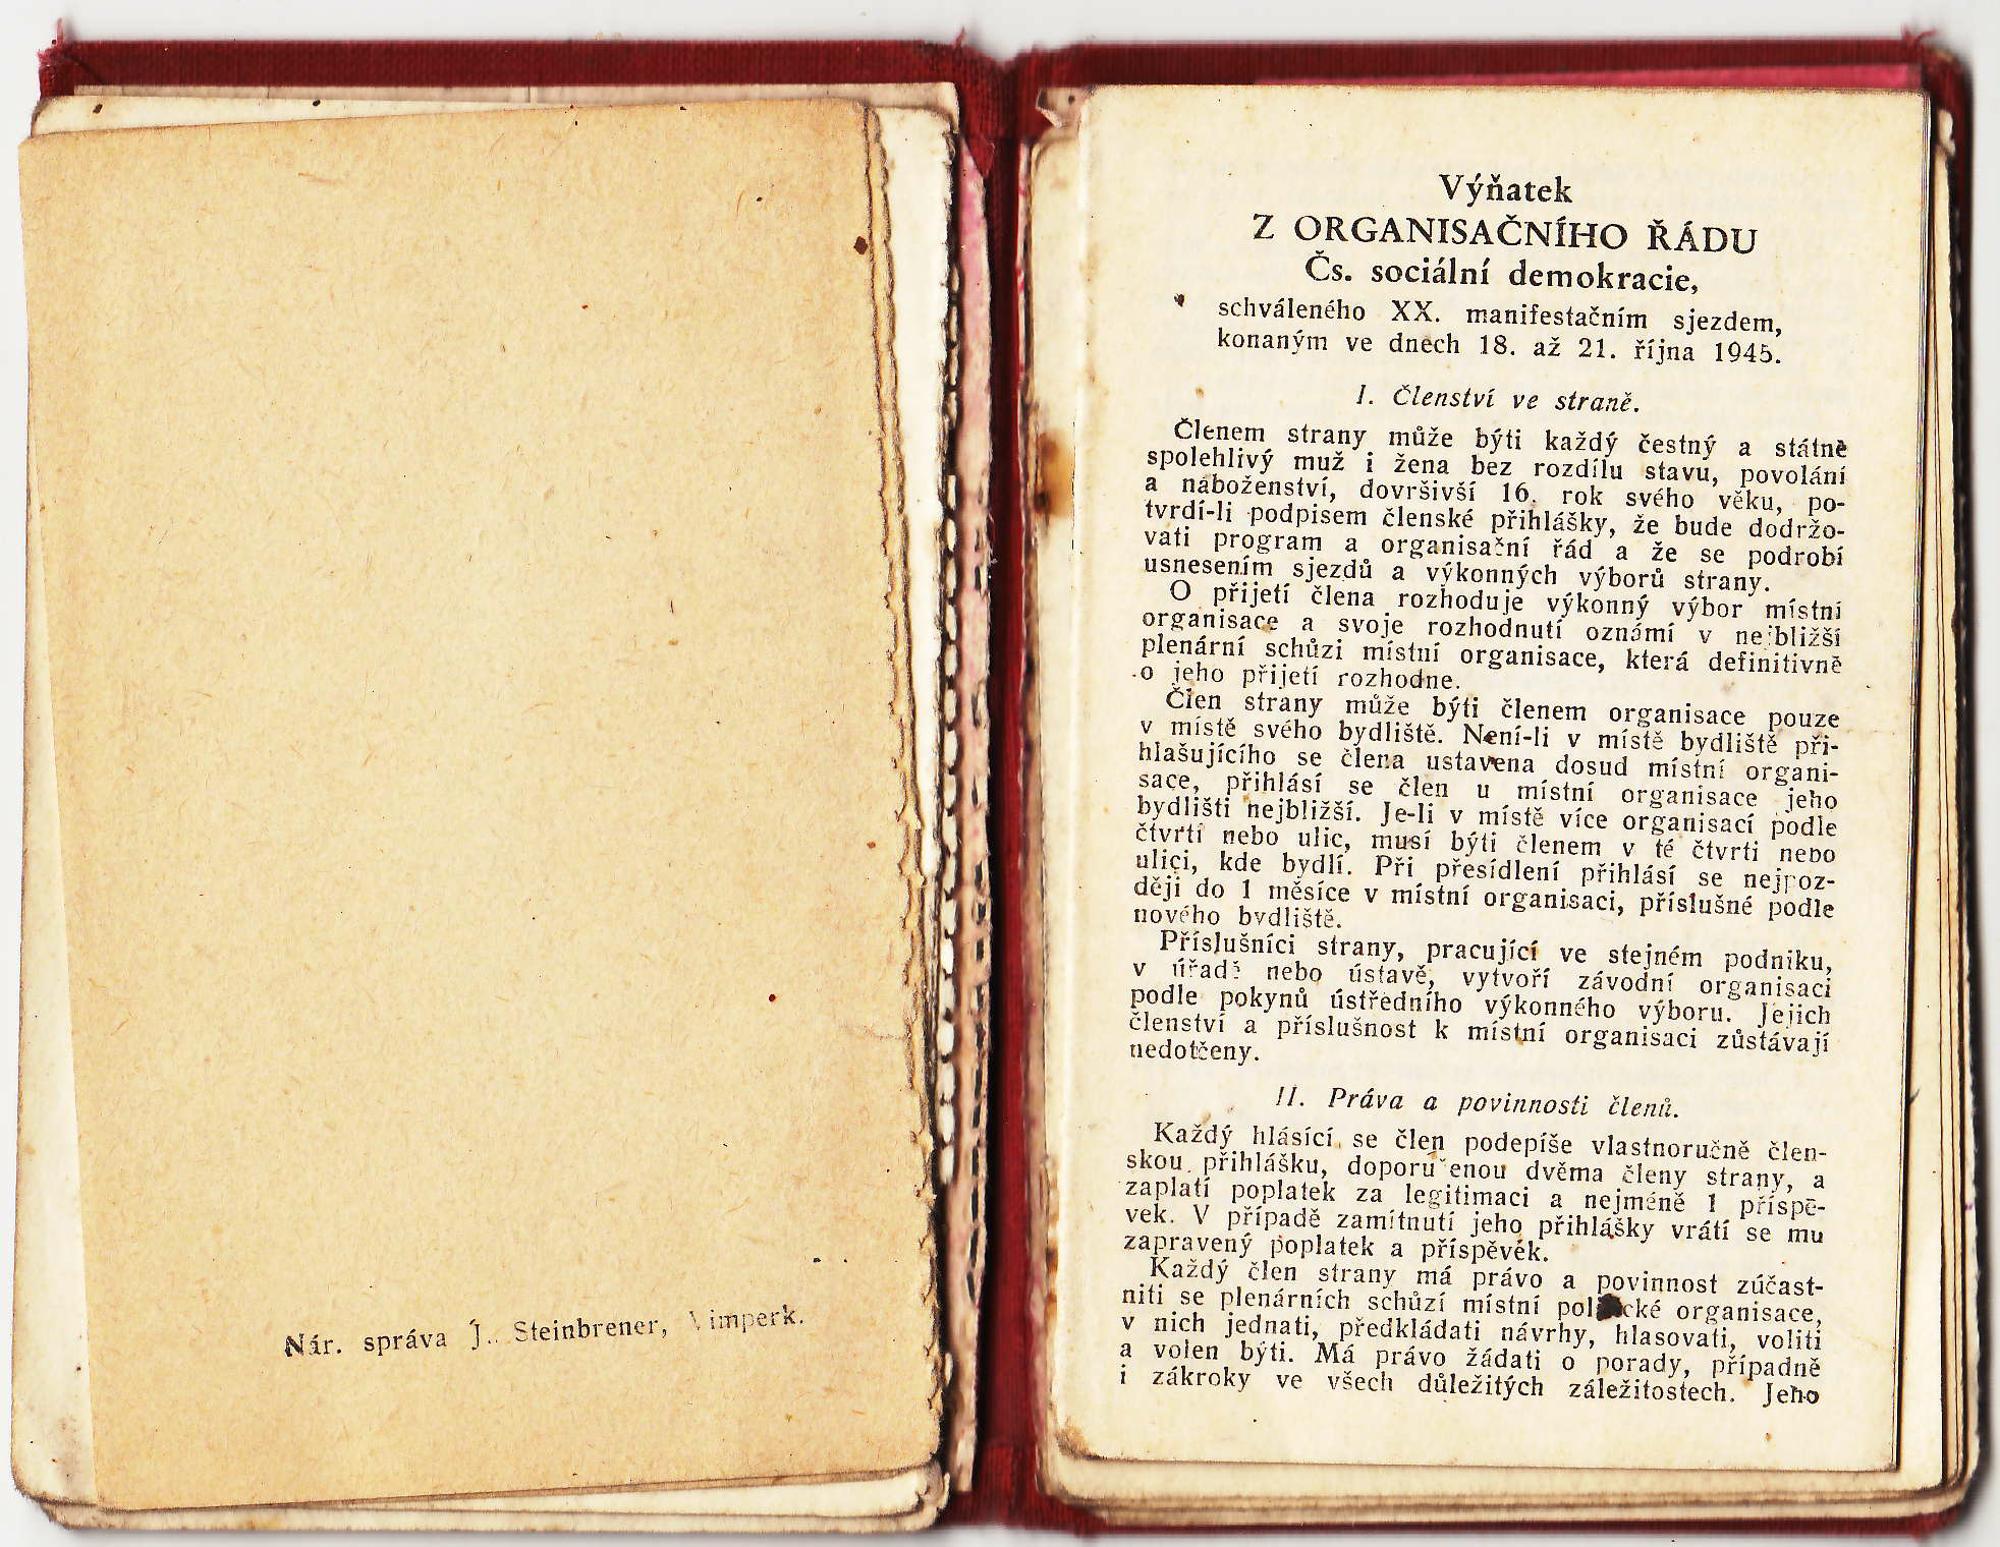 Nár. správa J. Steinbrener, Vimperk.
Výňatek
Z ORGANISAČNÍHO ŘÁDU
Čs. sociální demokracie,
schváleného XX. manifestačním sjezdem,
konaným ve dnech 18. až 21. října 1945.
I. Členství ve straně.
Členem strany může býti každý čestný a státně
spolehlivý muž i žena bez rozdílu stavu, povolání
a náboženství, dovršivší 16. rok svého věku, po-
tvrdí-li podpisem členské přihlášky, že bude dodržo-
vati program a organisační řád a že se podrobí
usnesením sjezdů a výkonných výborů strany.
O přijetí člena rozhoduje výkonný výbor místní
organisace a svoje rozhodnutí oznámí v nejbližší
plenární schůzi místní organisace, která definitivně
o jeho přijetí rozhodne.
Člen strany může býti členem organisace pouze
v místě svého bydliště. Není-li v místě bydliště při-
hlašujícího se člena ustavena dosud místní organi-
sace, přihlásí se člen u místní organisace jeho
bydlišti nejbližší. Je-li v místě více organisací podle
čtvrtí nebo ulic, musí býti členem v té čtvrti nebo
ulici, kde bydlí. Při přesídlení přihlásí se nejpoz-
ději do 1 měsíce v místní organisaci, příslušné podle
nového bydliště.
Příslušníci strany, pracující ve stejném podniku,
v úřadě nebo ústavě, vytvoří závodní organisaci
podle pokynů ústředního výkonného výboru. Jejich
členství a příslušnost k místní organisaci zůstávají
nedotčeny.
II. Práva a povinnosti členů.
Každý hlásící se člen podepíše vlastnoručně člen-
skou přihlášku, doporučenou dvěma členy strany, a
zaplatí poplatek za legitimaci a nejméně 1 příspě-
vek. V případě zamítnutí jeho přihlášky vrátí se mu
zapravený poplatek a příspěvek.
Každý člen strany má právo a povinnost zúčast-
niti se plenárních schůzí místní politické organisace,
v nich jednati, předkládati návrhy, hlasovati, voliti
a volen býti. Má právo žádati o porady, případně
i zákroky ve všech důležitých záležitostech. Jeho